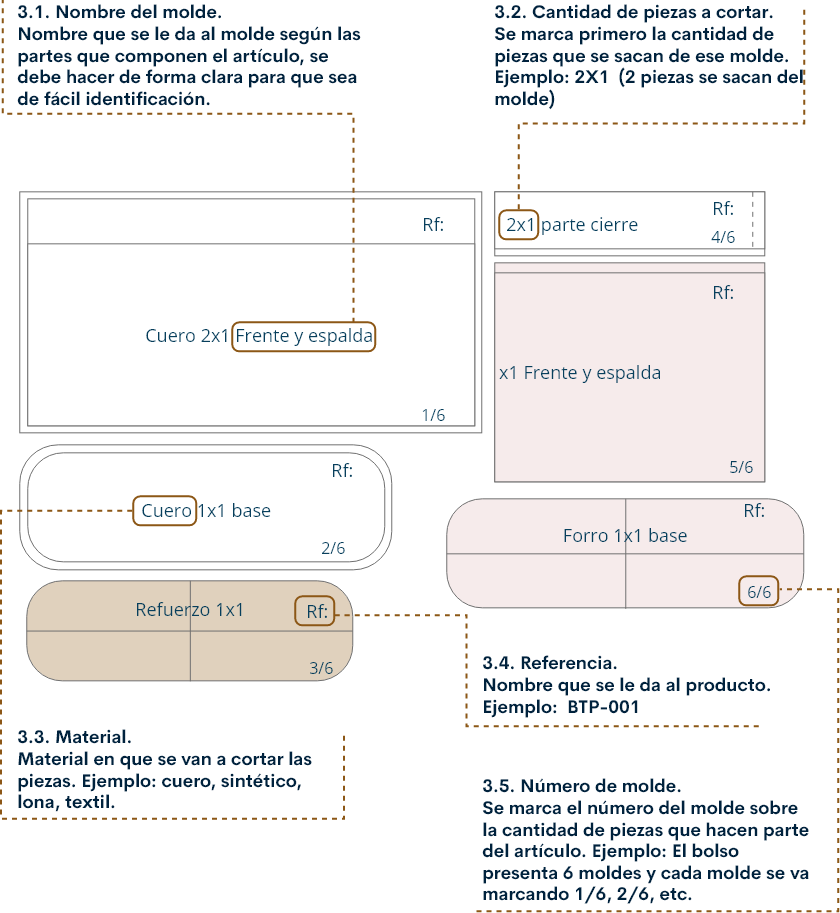 3.1. Nombre del molde.
Nombre que se le da al molde según las
partes que componen el artículo, se
debe hacer de forma clara para que sea
de fácil identificación.
3.2. Cantidad de piezas a cortar.
Se marca primero la cantidad de
piezas que se sacan de ese molde.
Ejemplo: 2X1 (2 piezas se sacan del
molde)
Rf:
Cuero 2x1 Frente y espalda
1/6
Rf:
2x1 parte cierre
4/6
Rf:
x1 Frente y espalda
5/6
Rf:
Cuero 1x1 base
2/6
Rf:
Forro 1x1 base
6/6
Refuerzo 1x1
Rf:
3/6
3.4. Referencia.
Nombre que se le da al producto.
Ejemplo: BTP-001
3.3. Material.
Material en que se van a cortar las
piezas. Ejemplo: cuero, sintético,
lona, textil.
3.5. Número de molde.
Se marca el número del molde sobre
la cantidad de piezas que hacen parte
del artículo. Ejemplo: El bolso
presenta 6 moldes y cada molde se va
marcando 1/6, 2/6, etc.